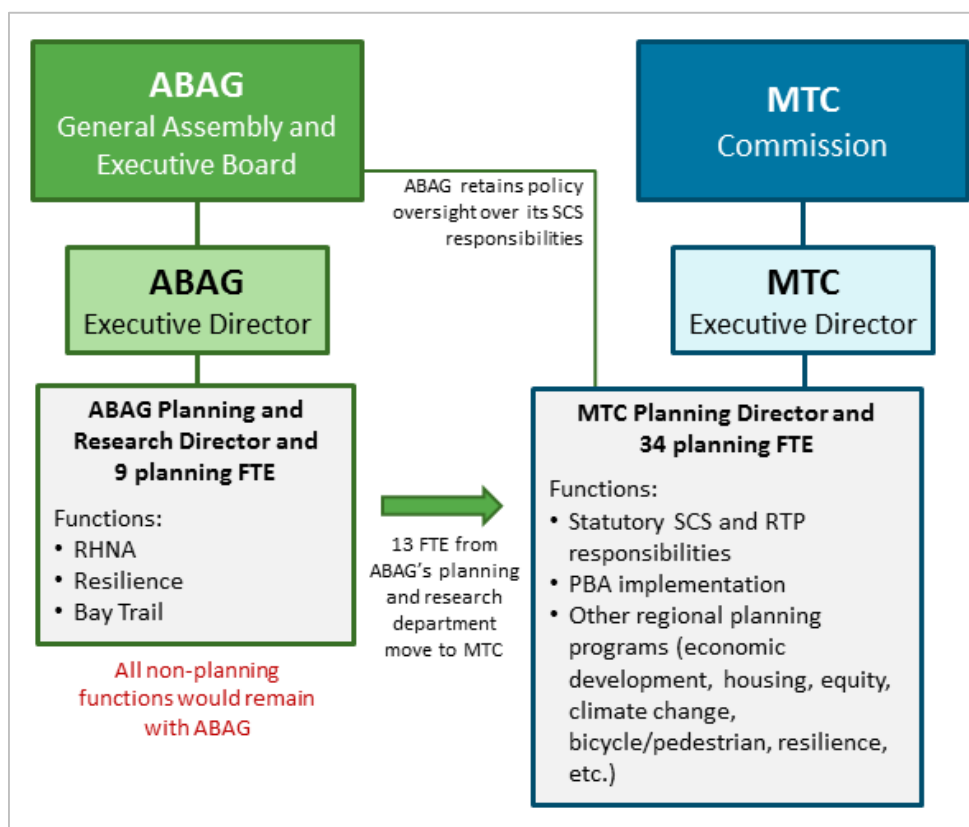 ABAG
General Assembly and
Executive Board
MTC
Commission
ABAG retains policy
oversight over its SCS
responsibilities
ABAG
Executive Director
MTC
Executive Director
ABAG Planning and
Research Director and
9 planning FTE
Functions:
• RHNA
• Resilience
• Bay Trail
13 FTE from
ABAG's planning
and research
department
move to MTC
MTC Planning Director and
34 planning FTE
Functions:
• Statutory SCS and RTP
responsibilities
• PBA implementation
• Other regional planning
programs (economic
development, housing, equity,
climate change,
bicycle/pedestrian, resilience,
etc.)
All non-planning
functions would remain
with ABAG